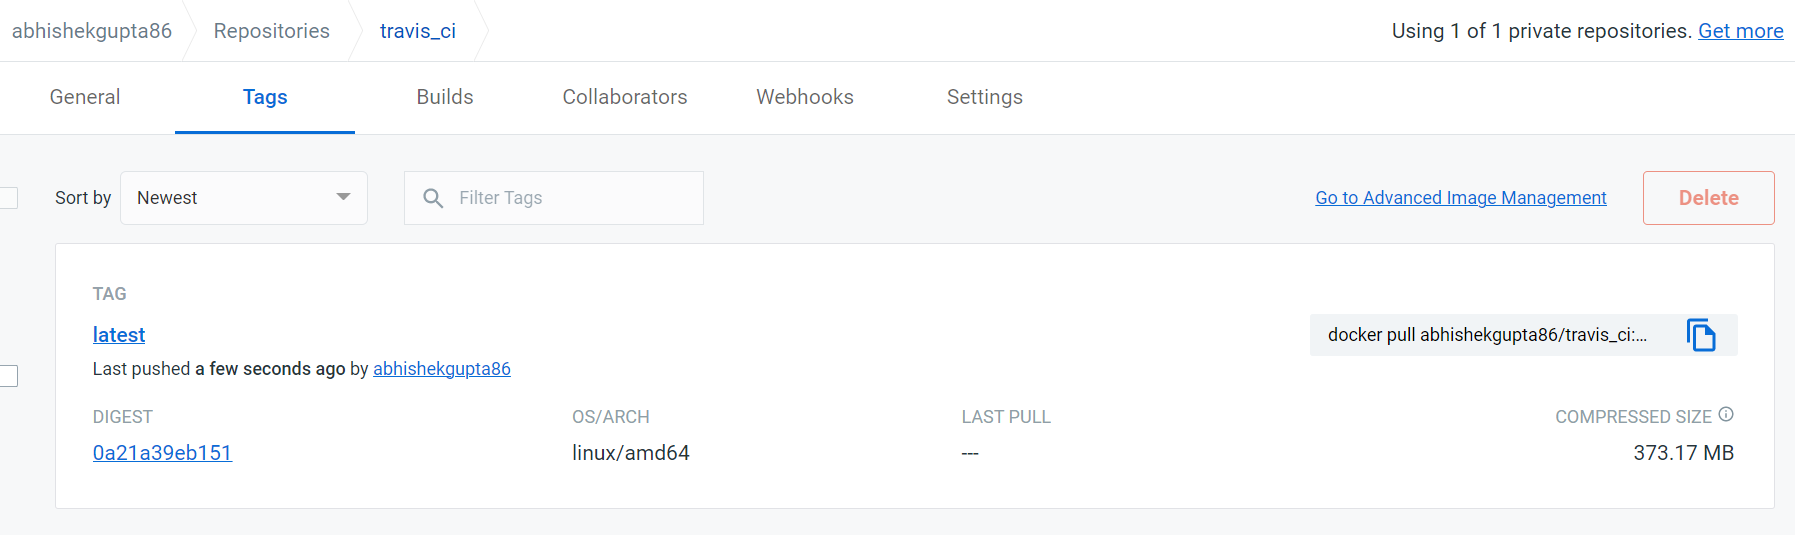 abhishekgupta86 Repositories travis_ci Using 1 of 1 private repositories. Get more
General Tags Builds Collaborators Webhooks Settings
Sort by Newest Filter Tags Go to Advanced Image Management Delete
TAG
latest docker pull abhishekgupta86/travis_ci:...
Last pushed a few seconds ago by abhishekgupta86
DIGEST OS/ARCH LAST PULL COMPRESSED SIZE
0a21a39eb151 linux/amd64 --- 373.17 MB